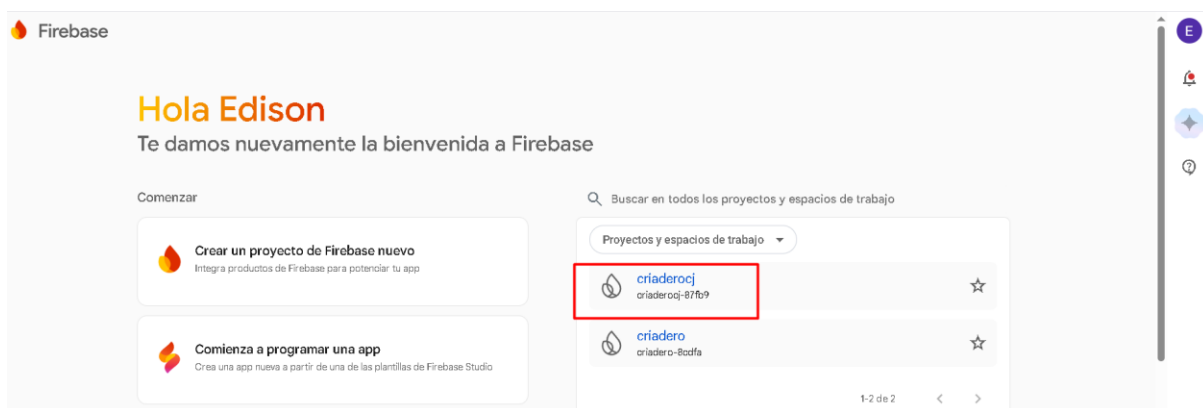 Firebase
E
Hola Edison
Te damos nuevamente la bienvenida a Firebase
Comenzar
Crear un proyecto de Firebase nuevo
Integra productos de Firebase para potenciar tu app
Comienza a programar una app
Crea una app nueva a partir de una de las plantillas de Firebase Studio
Buscar en todos los proyectos y espacios de trabajo
Proyectos y espacios de trabajo
criaderocj
criaderocj-87fb9
criadero
criadero-8cdfa
1-2 de 2